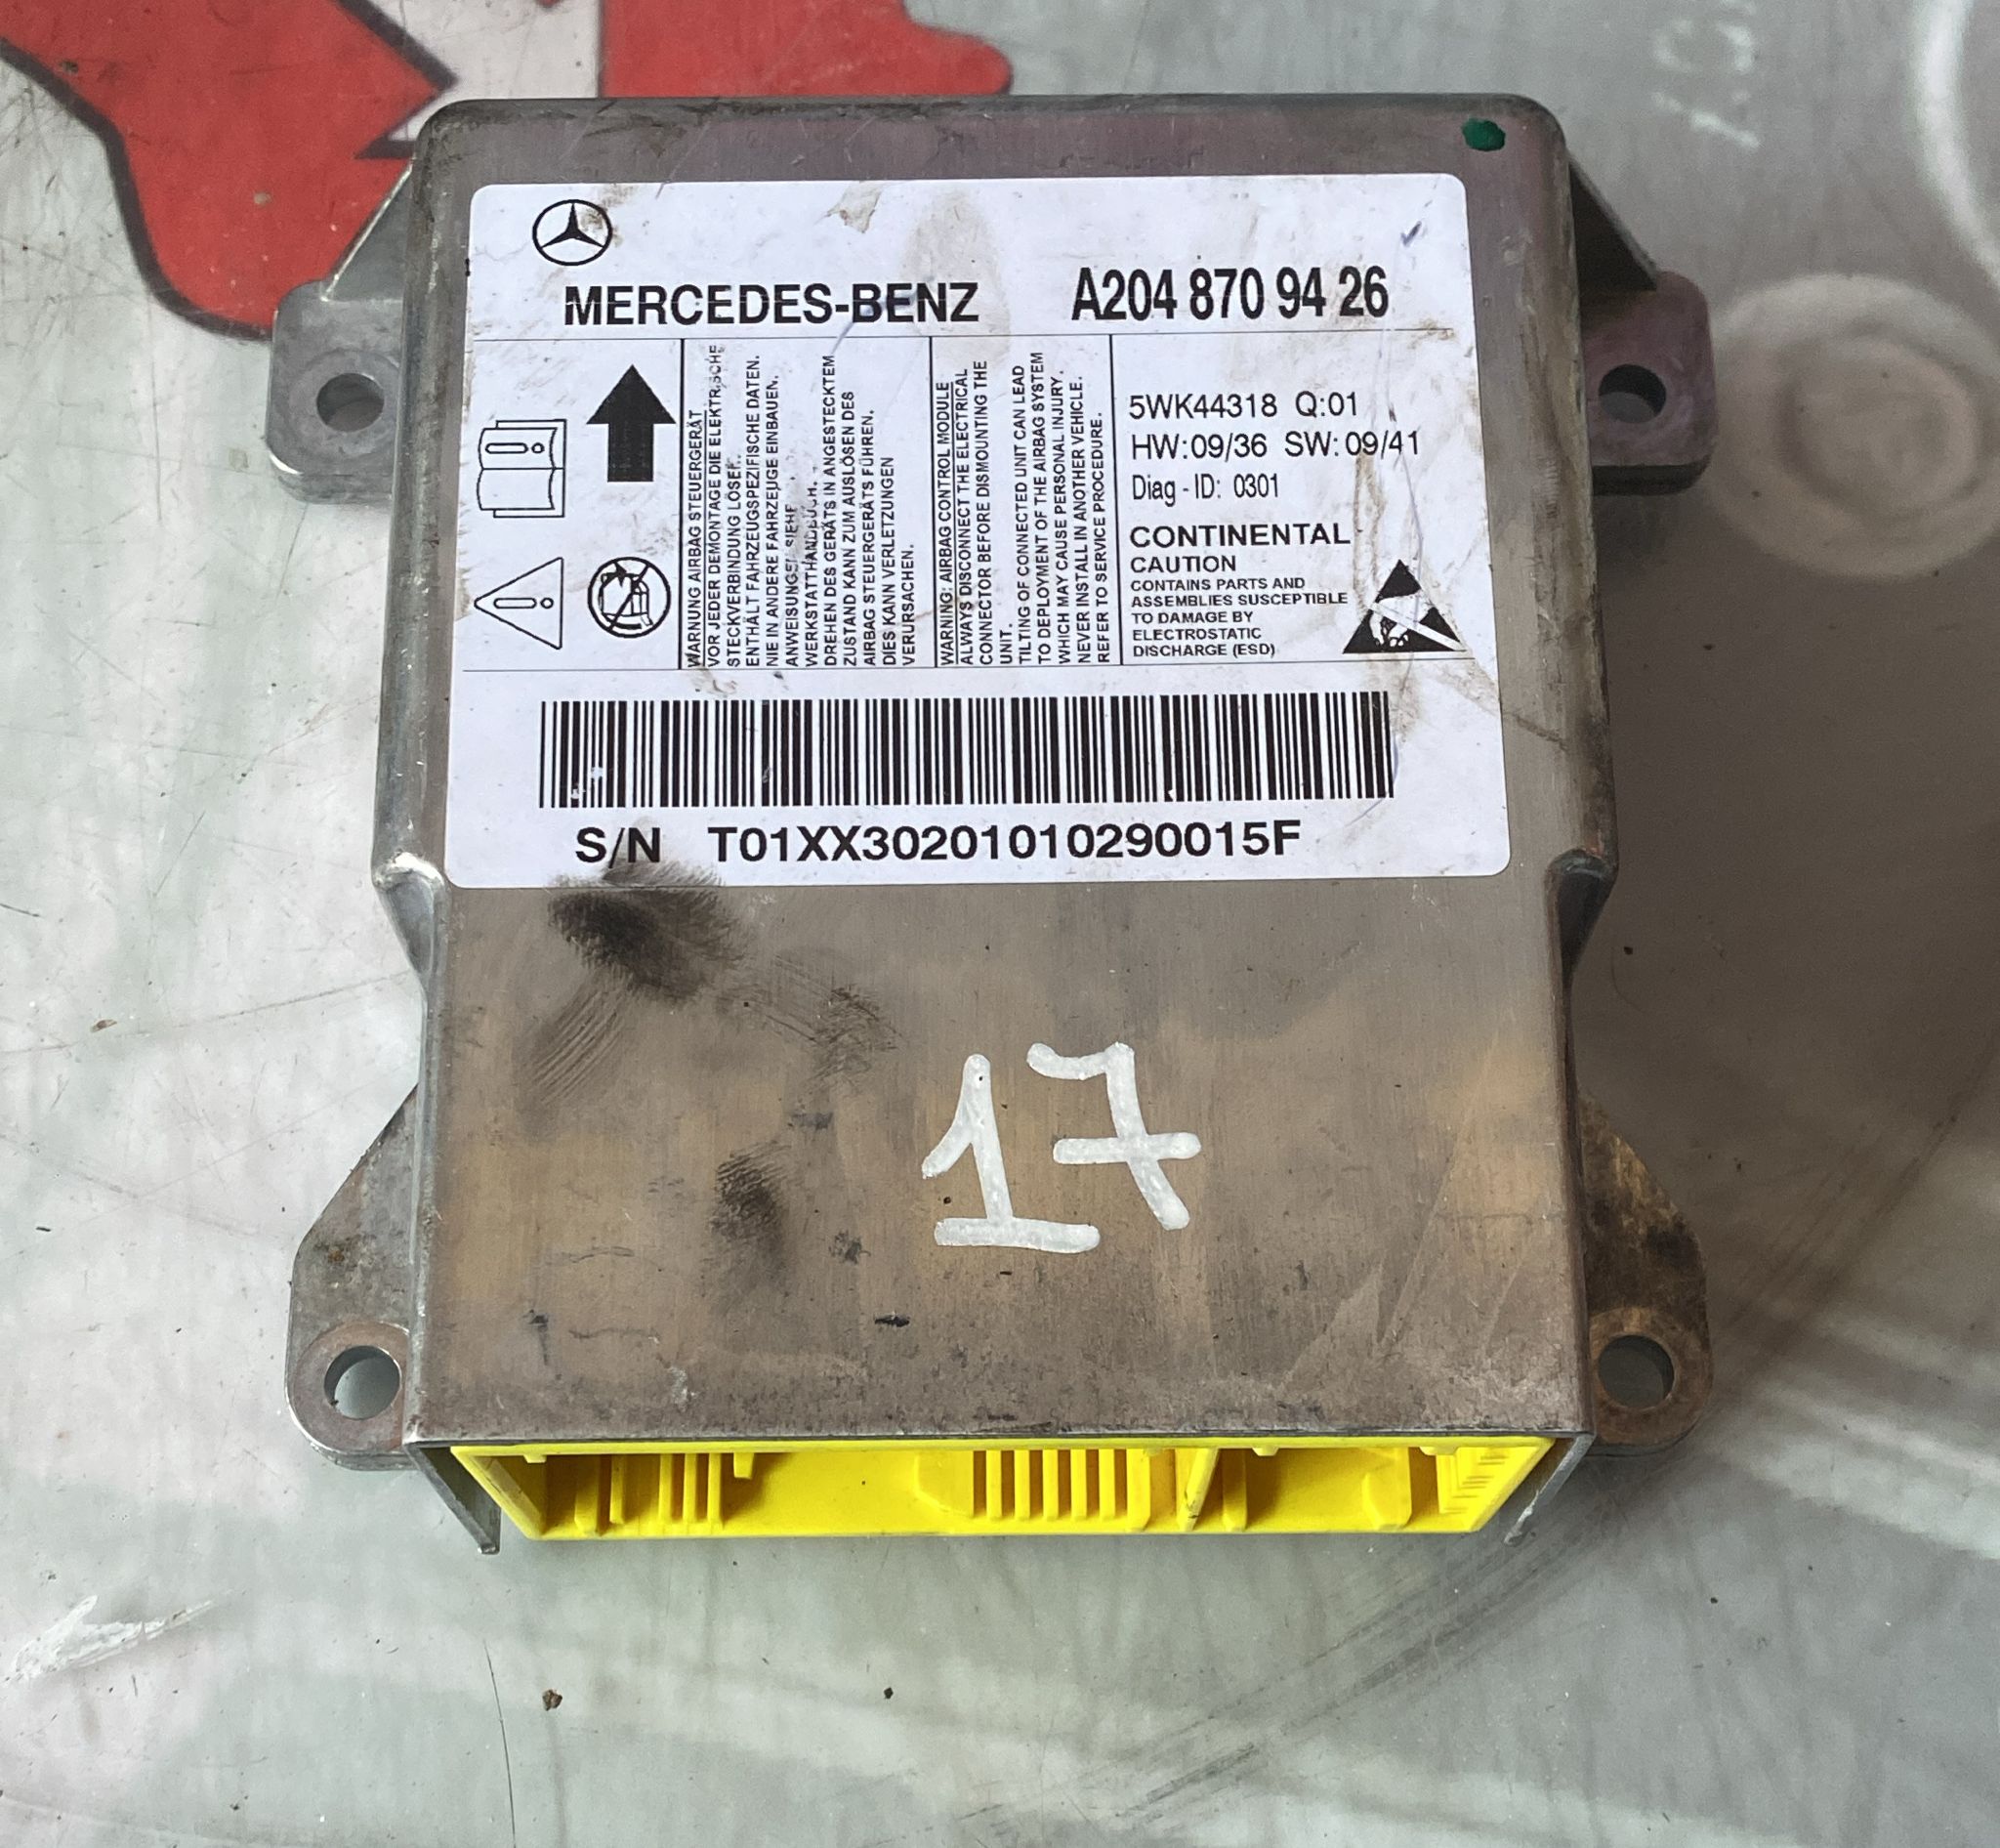 MERCEDES-BENZ A204 870 94 26
WARNUNG AIRBAG STEUERGERÄT
VOR JEDER DEMONTAGE DIE ELEKTRISCHE
STECKVERBINDUNG LÖSEN.
ENTHÄLT FAHRZEUGSPEZIFISCHE DATEN.
NIE IN ANDERE FAHRZEUGE EINBAUEN.
ANWEISUNGEN SIEHE
WERKSTATTHANDBUCH.
DREHEN DES GERÄTS IN ANGESTECKTEM
ZUSTAND KANN ZUM AUSLÖSEN DES
AIRBAG STEUERGERÄTS FÜHREN.
DIES KANN VERLETZUNGEN
VERURSACHEN.
WARNING: AIRBAG CONTROL MODULE
ALWAYS DISCONNECT THE ELECTRICAL
CONNECTOR BEFORE DISMOUNTING THE
UNIT.
TILTING OF CONNECTED UNIT CAN LEAD
TO DEPLOYMENT OF THE AIRBAG SYSTEM
WHICH MAY CAUSE PERSONAL INJURY.
NEVER INSTALL IN ANOTHER VEHICLE.
REFER TO SERVICE PROCEDURE.
5WK44318 Q:01
HW:09/36 SW:09/41
Diag - ID: 0301
CONTINENTAL
CAUTION
CONTAINS PARTS AND
ASSEMBLIES SUSCEPTIBLE
TO DAMAGE BY
ELECTROSTATIC
DISCHARGE (ESD)
S/N T01XX30201010290015F
17